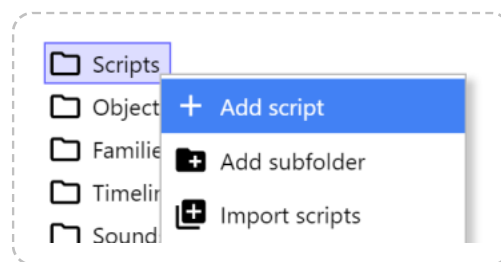 Scripts
Object
Add script
Familie
Add subfolder
Timelin
Import scripts
Sound